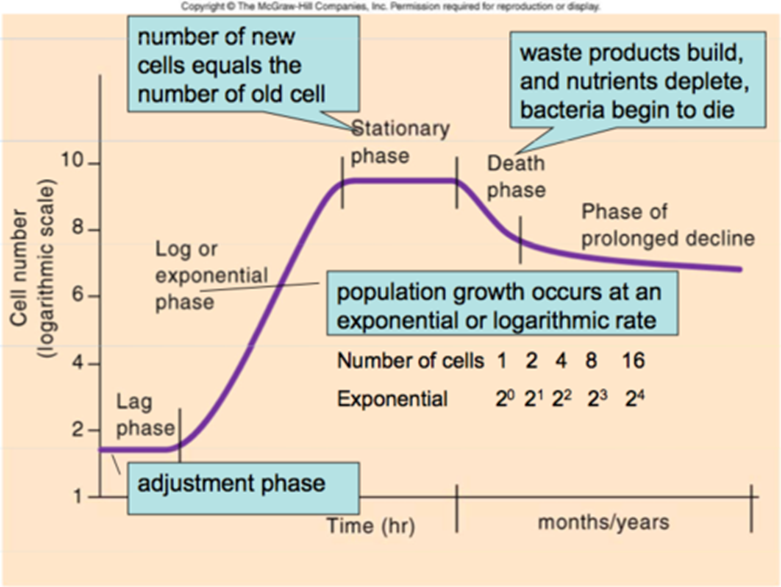 Copyright © The McGraw-Hill Companies, Inc. Permission required for reproduction or display.
number of new
cells equals the
number of old cell
waste products build,
and nutrients deplete,
bacteria begin to die
Stationary
phase
Death
phase
Phase of
prolonged decline
Log or
exponential
phase
population growth occurs at an
exponential or logarithmic rate
Number of cells 1 2 4 8 16
Exponential 2⁰ 2¹ 2² 2³ 2⁴
Lag
phase
adjustment phase
Cell number
(logarithmic scale)
10
8
6
4
2
1
Time (hr)
months/years